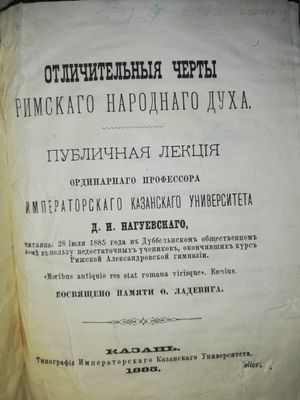 ОТЛИЧИТЕЛЬНЫЯ ЧЕРТЫ
РИМСКАГО НАРОДНАГО ДУХА.
ПУБЛИЧНАЯ ЛЕКЦІЯ
ОРДИНАРНАГО ПРОФЕССОРА
ИМПЕРАТОРСКАГО КАЗАНСКАГО УНИВЕРСИТЕТА
Д. И. НАГУЕВСКАГО,
читанная 28 іюля 1885 года въ Дуббельнскомъ общественномъ
домѣ въ пользу недостаточныхъ учениковъ, окончившихъ курсъ
Рижской Александровской гимназіи.
«Moribus antiquis res stat romana virisque». Енній.
ПОСВЯЩЕНО ПАМЯТИ Ѳ. ЛАДЕВИГА.
КАЗАНЬ.
Типографія Императорскаго Казанскаго Университета.
1885.